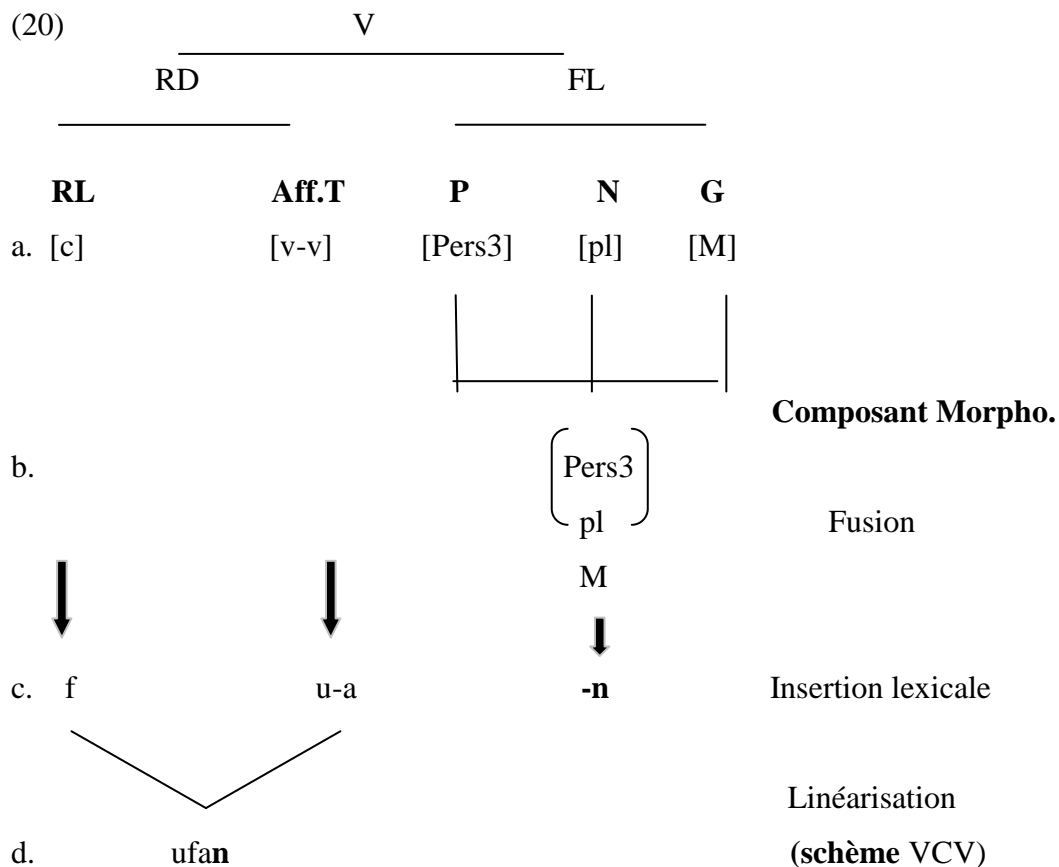 (20) V
RD FL
RL Aff.T P N G
a. [c] [v-v] [Pers3] [pl] [M]
Composant Morpho.
b. Pers3
pl Fusion
M
c. f u-a -n Insertion lexicale
Linéarisation
d. ufan (schème VCV)